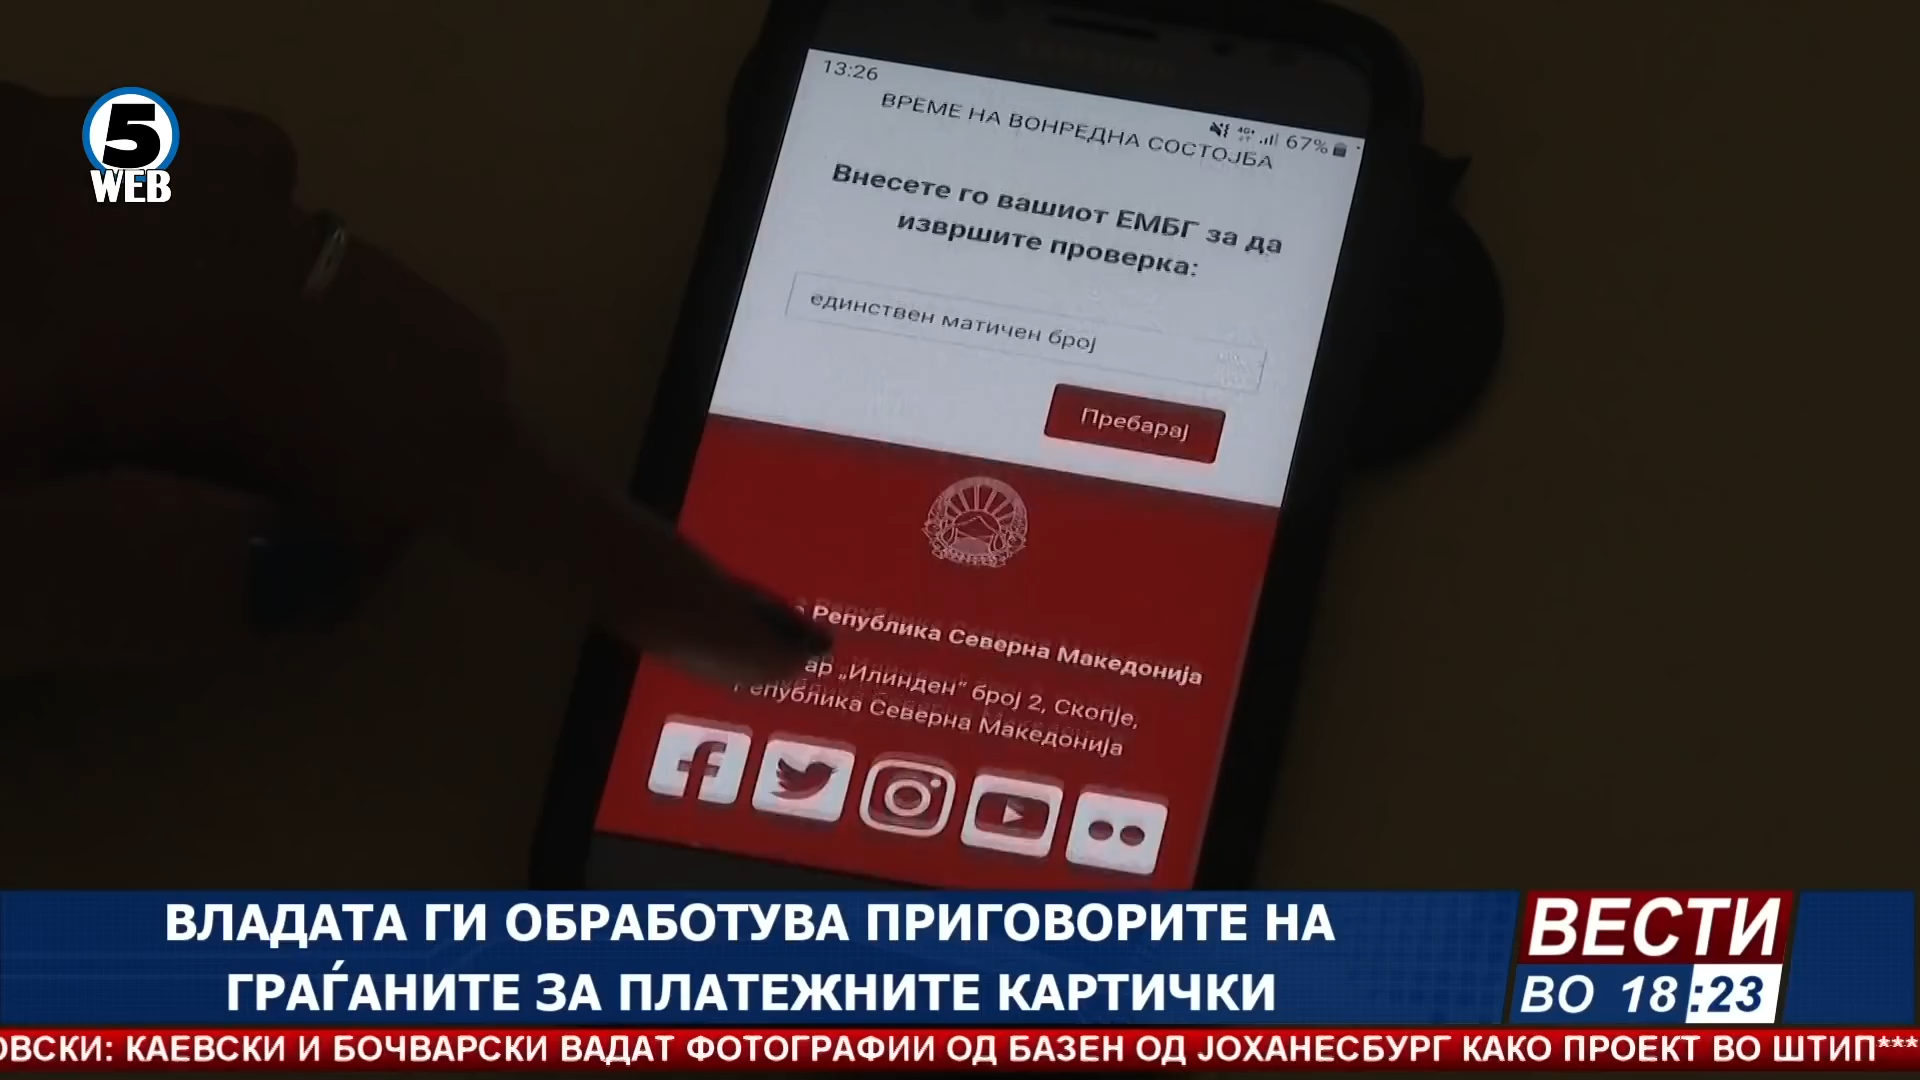 5
WEB
13:26
67%
ВРЕМЕ НА ВОНРЕДНА СОСТОЈБА
Внесете го вашиот ЕМБГ за да
извршите проверка:
единствен матичен број
Пребарај
Република Северна Македонија
„Илинден“ број 2, Скопје,
Република Северна Македонија
ВЛАДАТА ГИ ОБРАБОТУВА ПРИГОВОРИТЕ НА
ГРАЃАНИТЕ ЗА ПЛАТЕЖНИТЕ КАРТИЧКИ
ВЕСТИ
ВО 18:23
ОВСКИ: КАЕВСКИ И БОЧВАРСКИ ВАДАТ ФОТОГРАФИИ ОД БАЗЕН ОД ЈОХАНЕСБУРГ КАКО ПРОЕКТ ВО ШТИП***